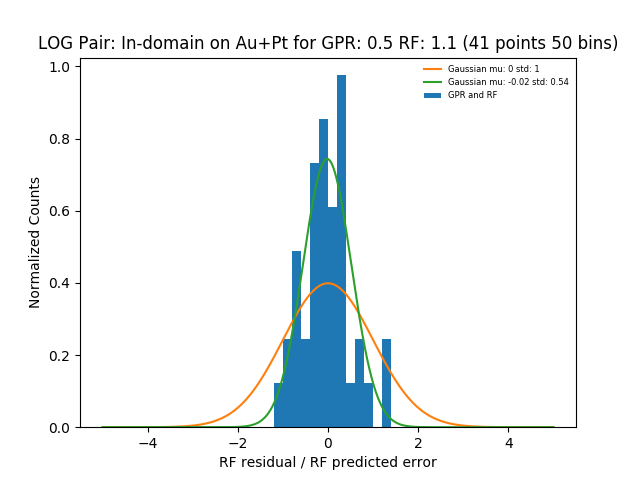 LOG Pair: In-domain on Au+Pt for GPR: 0.5 RF: 1.1 (41 points 50 bins)
Gaussian mu: 0 std: 1
Gaussian mu: -0.02 std: 0.54
GPR and RF
Normalized Counts
1.0
0.8
0.6
0.4
0.2
0.0
−4
−2
0
2
4
RF residual / RF predicted error